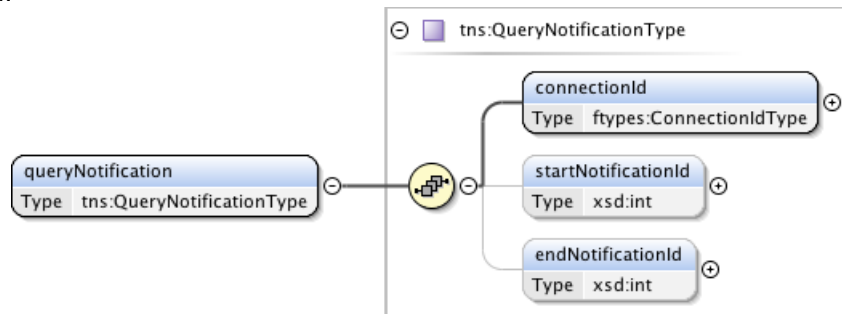 tns:QueryNotificationType
connectionId
Type ftypes:ConnectionIdType
queryNotification
Type tns:QueryNotificationType
startNotificationId
Type xsd:int
endNotificationId
Type xsd:int